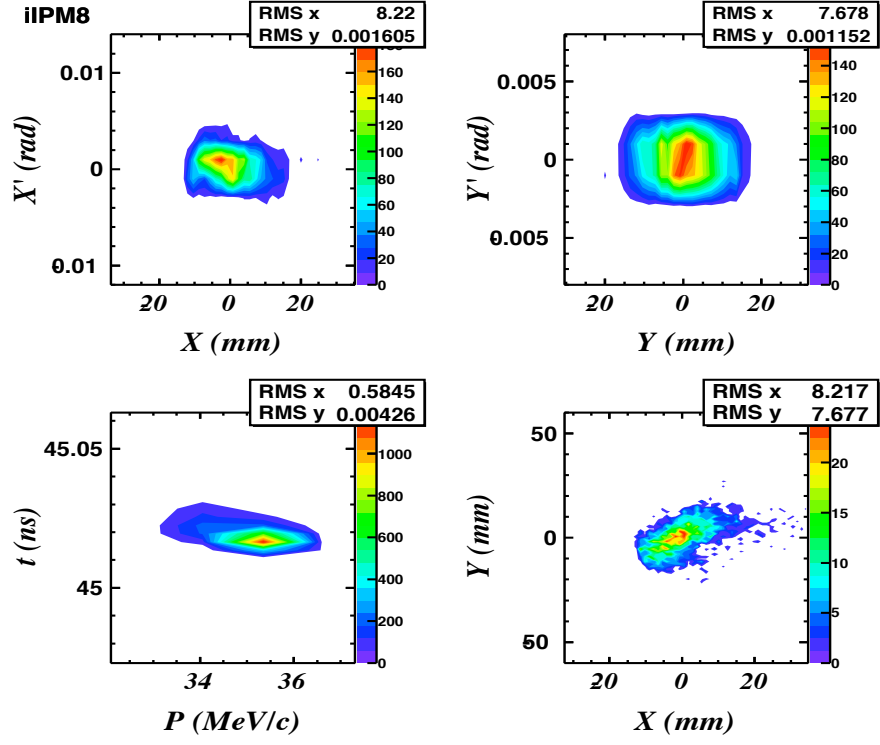 iIPM8
RMS x 8.22
RMS y 0.001605
0.01
0
-0.01
X' (rad)
-20 0 20
X (mm)
160
140
120
100
80
60
40
20
0
RMS x 7.678
RMS y 0.001152
0.005
0
-0.005
Y' (rad)
-20 0 20
Y (mm)
140
120
100
80
60
40
20
0
RMS x 0.5845
RMS y 0.00426
45.05
45
t (ns)
34 36
P (MeV/c)
1000
800
600
400
200
0
RMS x 8.217
RMS y 7.677
50
0
-50
Y (mm)
-20 0 20
X (mm)
20
15
10
5
0